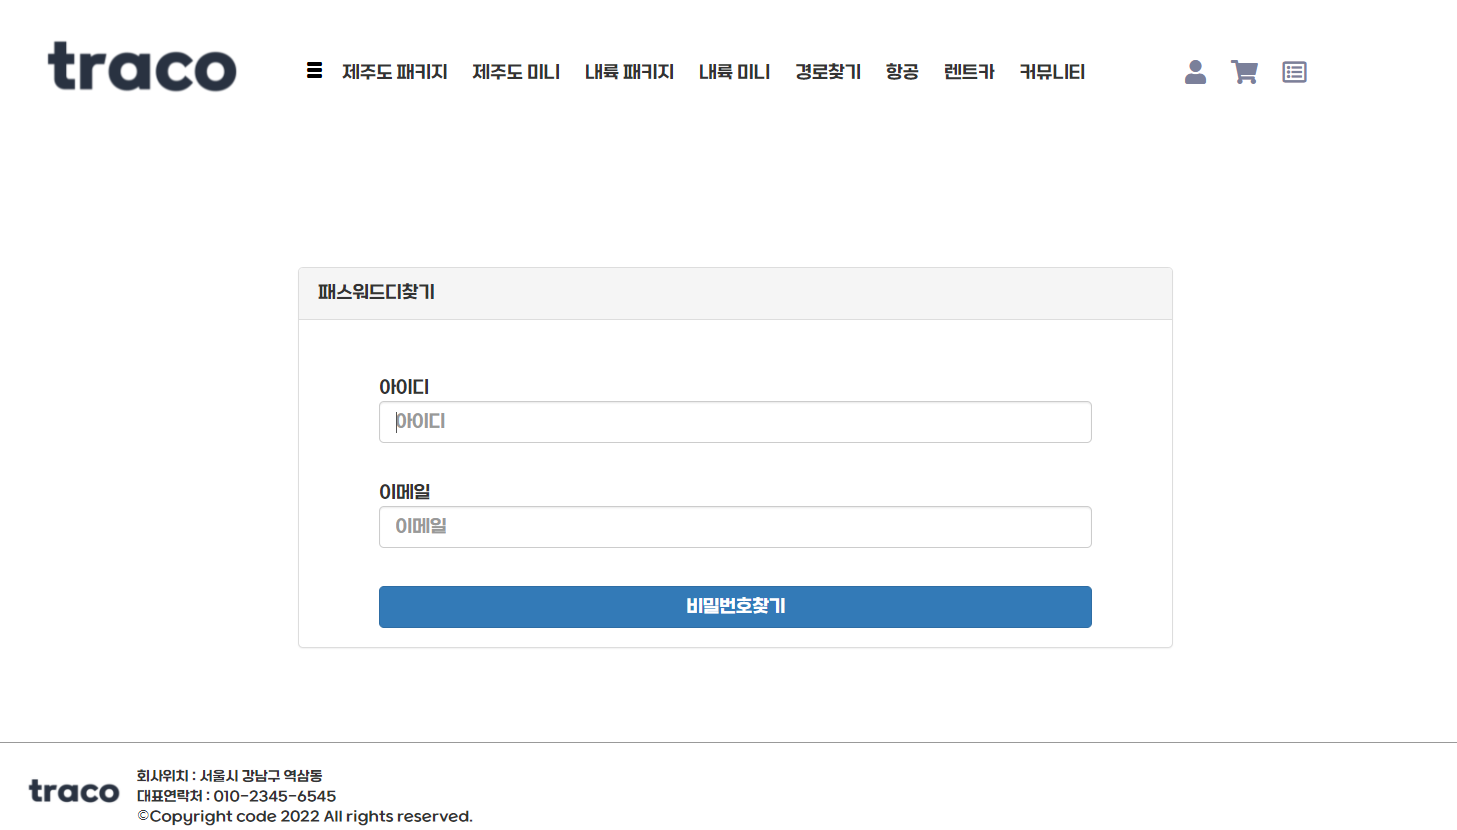 traco
제주도 패키지 제주도 미니 내륙 패키지 내륙 미니 경로찾기 항공 렌트카 커뮤니티
패스워드디찾기
아이디
아이디
이메일
이메일
비밀번호찾기
traco
회사위치 : 서울시 강남구 역삼동
대표연락처 : 010-2345-6545
©Copyright code 2022 All rights reserved.